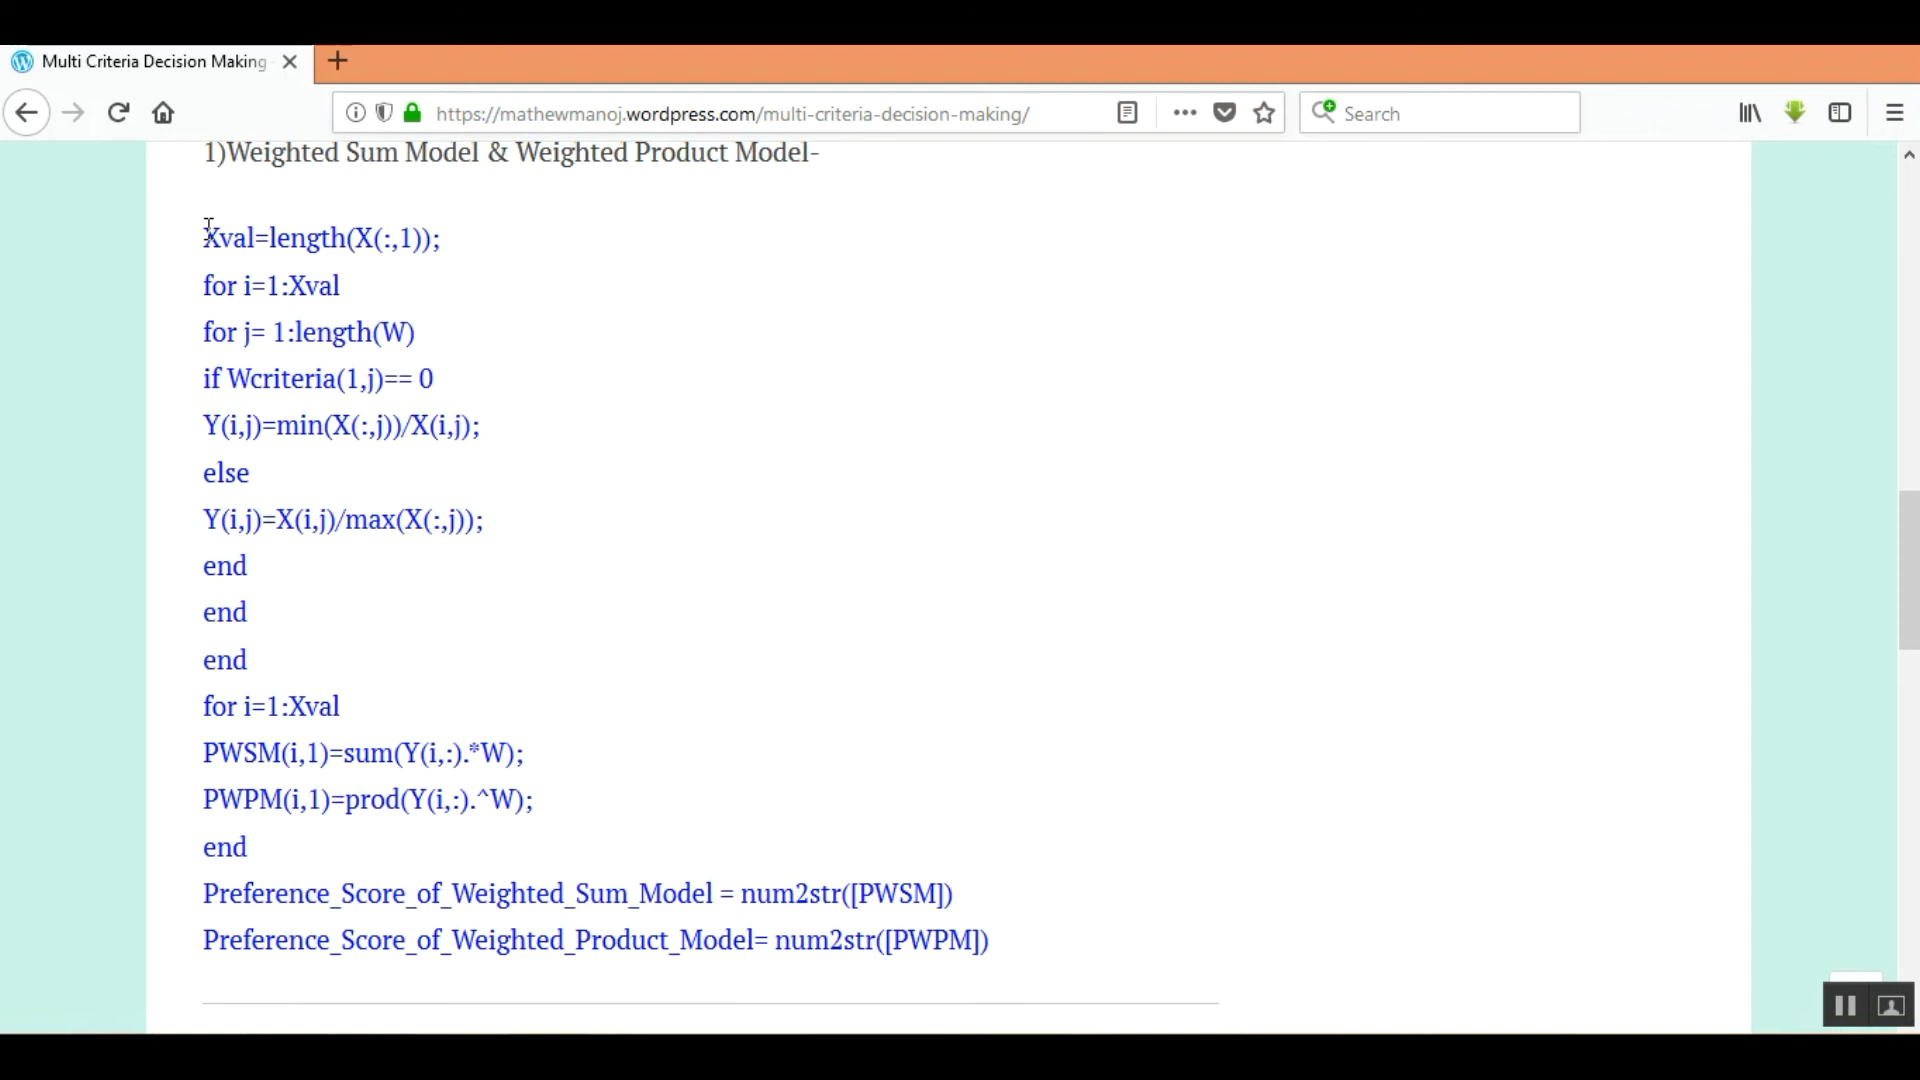 Multi Criteria Decision Making
https://mathewmanoj.wordpress.com/multi-criteria-decision-making/
Search
1)Weighted Sum Model & Weighted Product Model-
Xval=length(X(:,1));
for i=1:Xval
for j= 1:length(W)
if Wcriteria(1,j)== 0
Y(i,j)=min(X(:,j))/X(i,j);
else
Y(i,j)=X(i,j)/max(X(:,j));
end
end
end
for i=1:Xval
PWSM(i,1)=sum(Y(i,:).*W);
PWPM(i,1)=prod(Y(i,:).^W);
end
Preference_Score_of_Weighted_Sum_Model = num2str([PWSM])
Preference_Score_of_Weighted_Product_Model= num2str([PWPM])